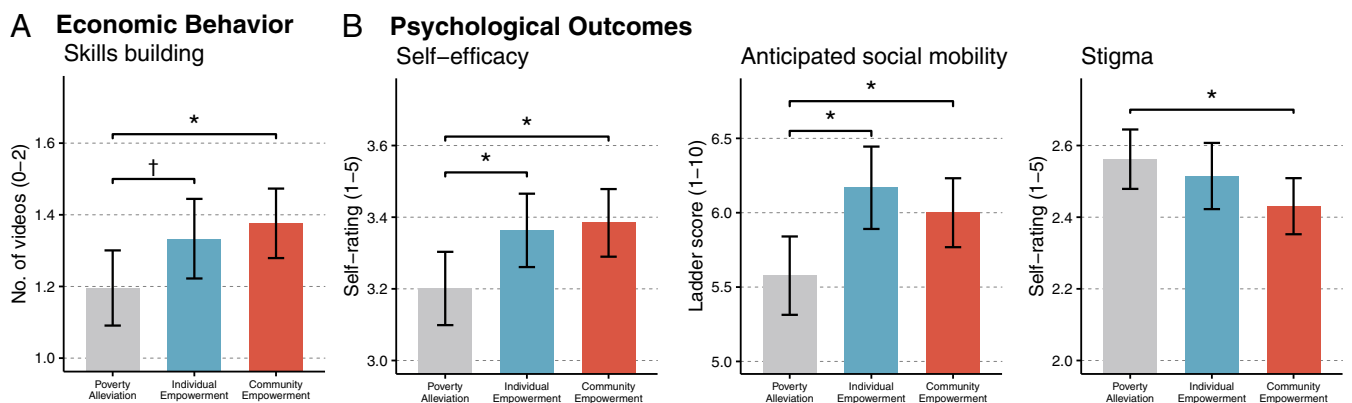 A Economic Behavior
Skills building
No. of videos (0−2)
1.6
1.4
1.2
1.0
*
†
Poverty Alleviation
Individual Empowerment
Community Empowerment
B Psychological Outcomes
Self−efficacy
Self−rating (1−5)
3.6
3.4
3.2
3.0
*
*
Poverty Alleviation
Individual Empowerment
Community Empowerment
Anticipated social mobility
Ladder score (1−10)
6.5
6.0
5.5
5.0
*
*
Poverty Alleviation
Individual Empowerment
Community Empowerment
Stigma
Self−rating (1−5)
2.6
2.4
2.2
2.0
*
Poverty Alleviation
Individual Empowerment
Community Empowerment